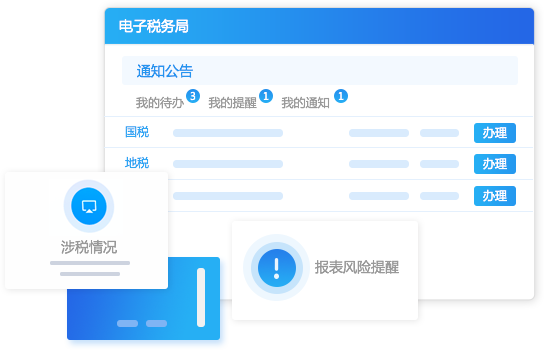 电子税务局
通知公告
我的待办 3 我的提醒 1 我的通知 1
国税 办理
地税 办理
办理
涉税情况
报表风险提醒